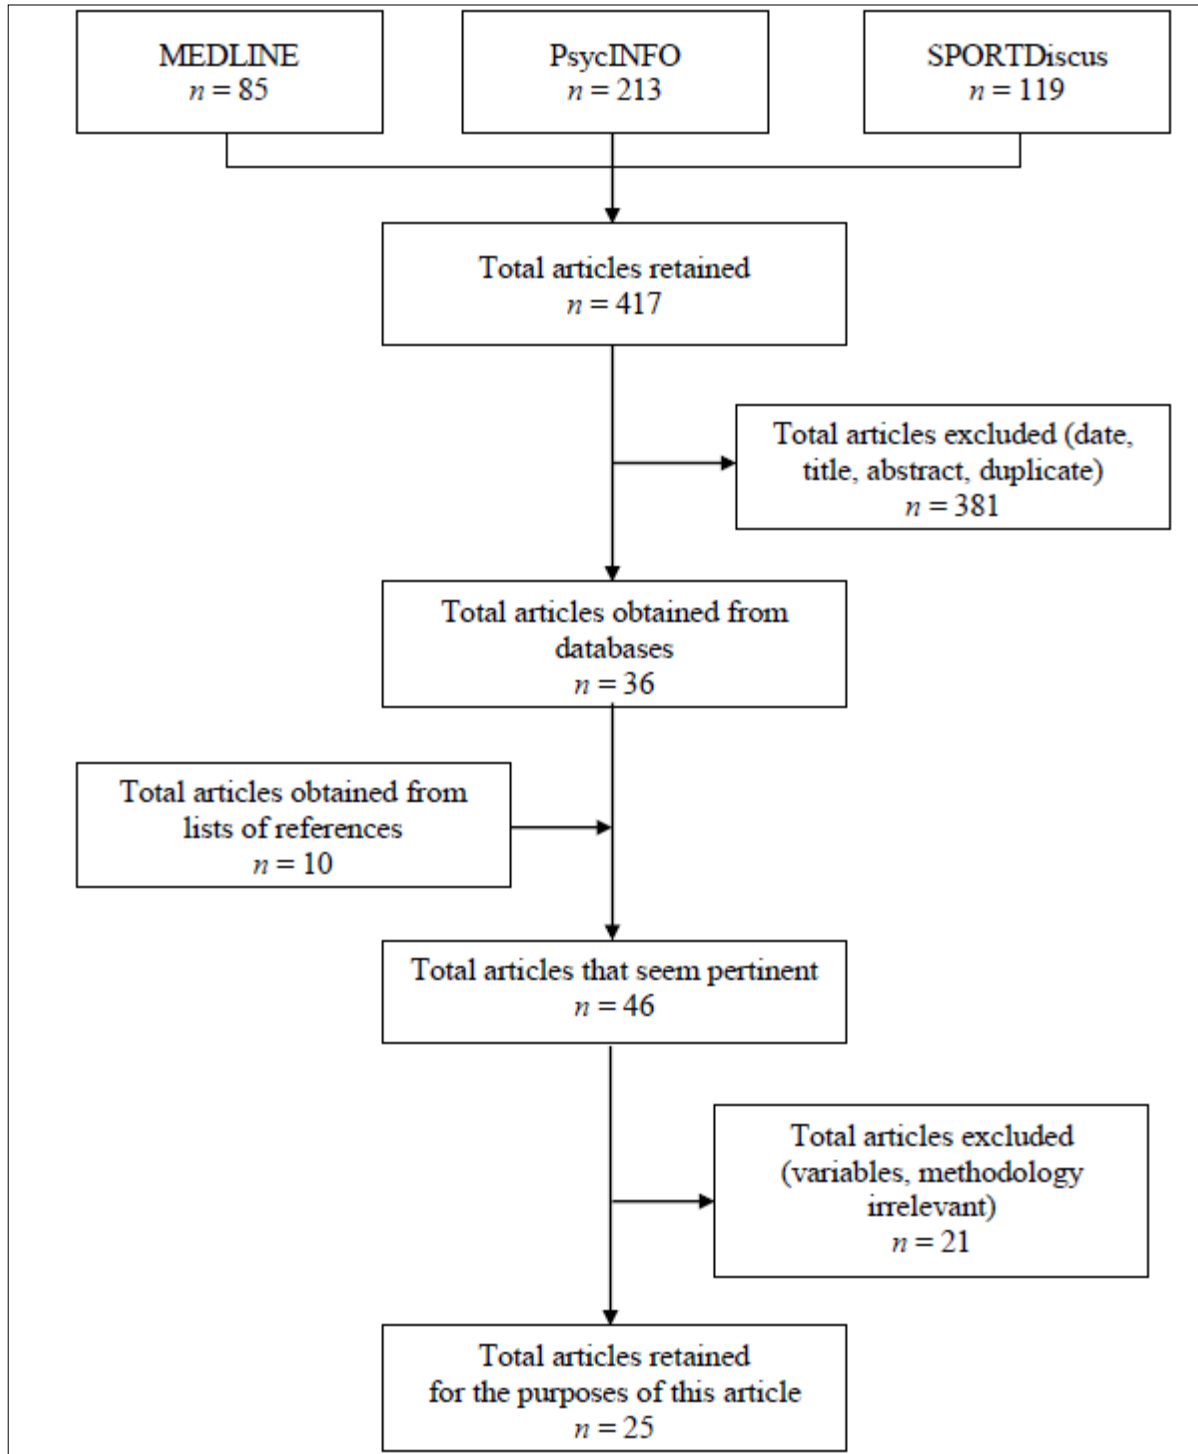 MEDLINE
n = 85
PsycINFO
n = 213
SPORTDiscus
n = 119
Total articles retained
n = 417
Total articles excluded (date,
title, abstract, duplicate)
n = 381
Total articles obtained from
databases
n = 36
Total articles obtained from
lists of references
n = 10
Total articles that seem pertinent
n = 46
Total articles excluded
(variables, methodology
irrelevant)
n = 21
Total articles retained
for the purposes of this article
n = 25